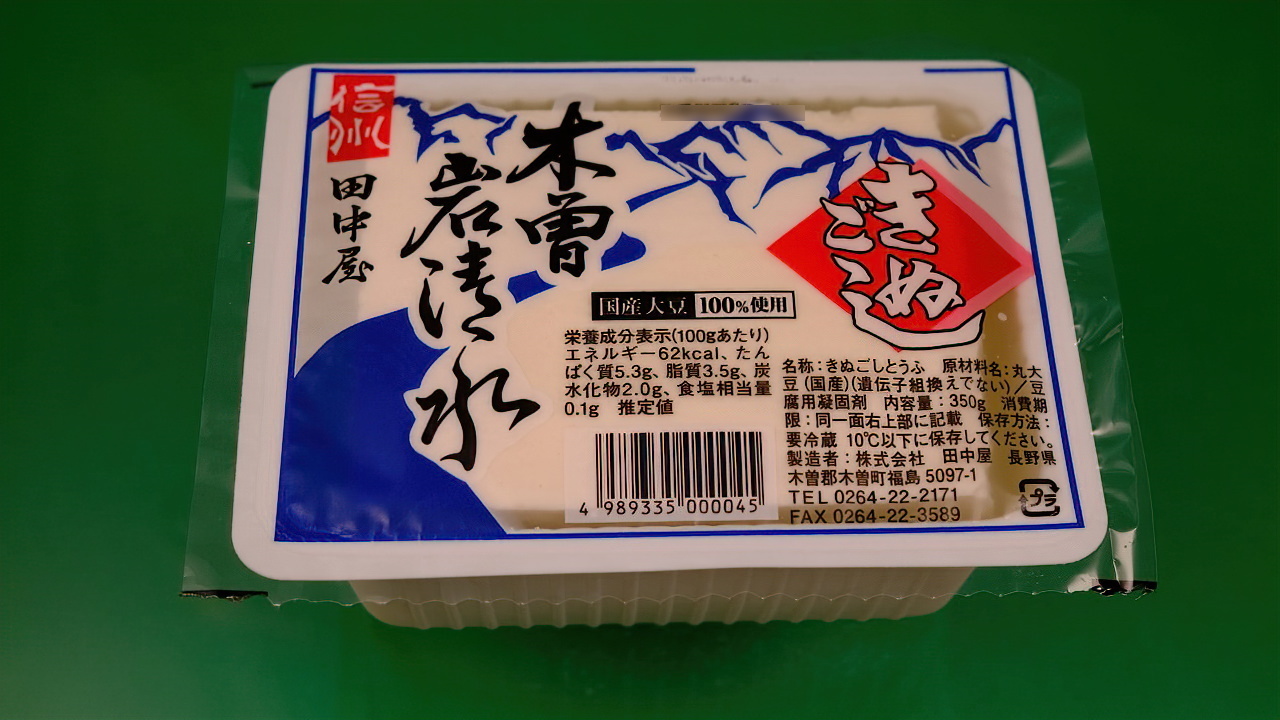 信州
田中屋
木曽
岩清水
きぬ
ごこし
国産大豆 100%使用
栄養成分表示(100gあたり)
エネルギー62kcal、たん
ぱく質5.3g、脂質3.5g、炭
水化物2.0g、食塩相当量
0.1g 推定値
4 989335 000045
名称：きぬごしとうふ 原材料名：丸大
豆(国産)(遺伝子組換えでない)／豆
腐用凝固剤 内容量：350g 消費期
限：同一面右上部に記載 保存方法：
要冷蔵 10℃以下に保存してください。
製造者：株式会社 田中屋 長野県
木曽郡木曽町福島5097-1
TEL 0264-22-2171
FAX 0264-22-3589
プラ